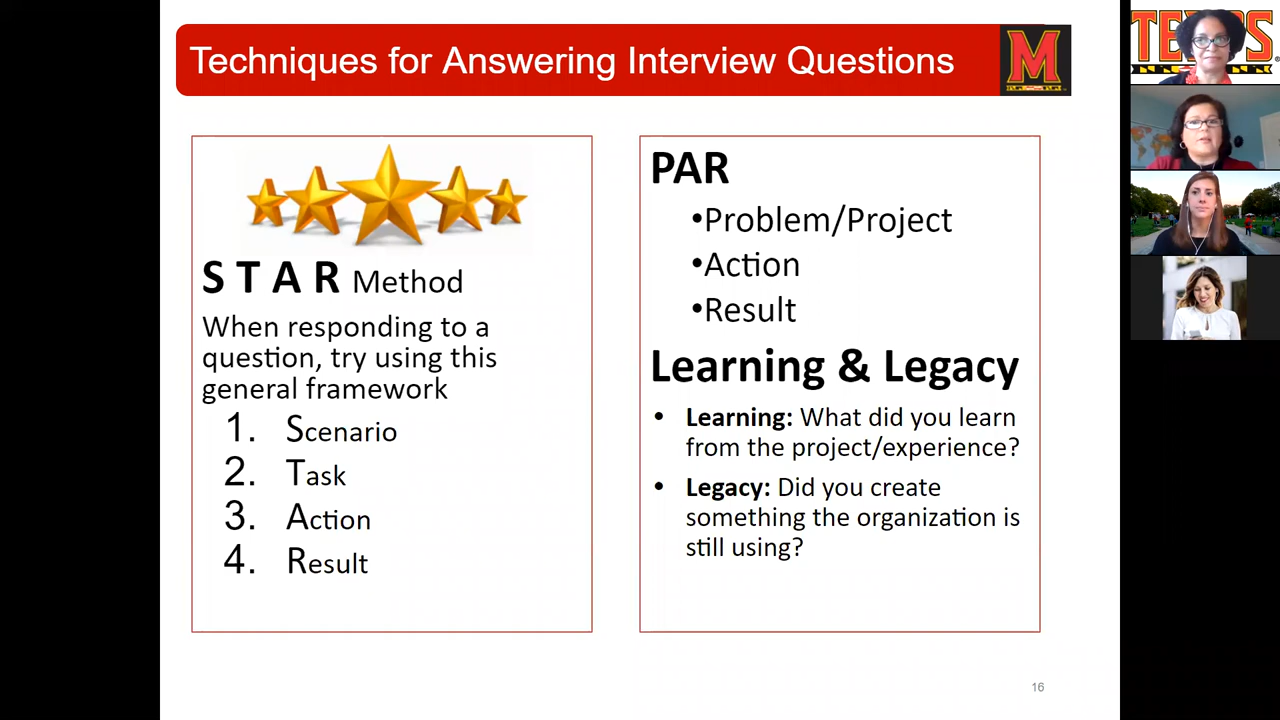 Techniques for Answering Interview Questions
M
S T A R Method
When responding to a
question, try using this
general framework
1. Scenario
2. Task
3. Action
4. Result
PAR
•Problem/Project
•Action
•Result
Learning & Legacy
• Learning: What did you learn
from the project/experience?
• Legacy: Did you create
something the organization is
still using?
16